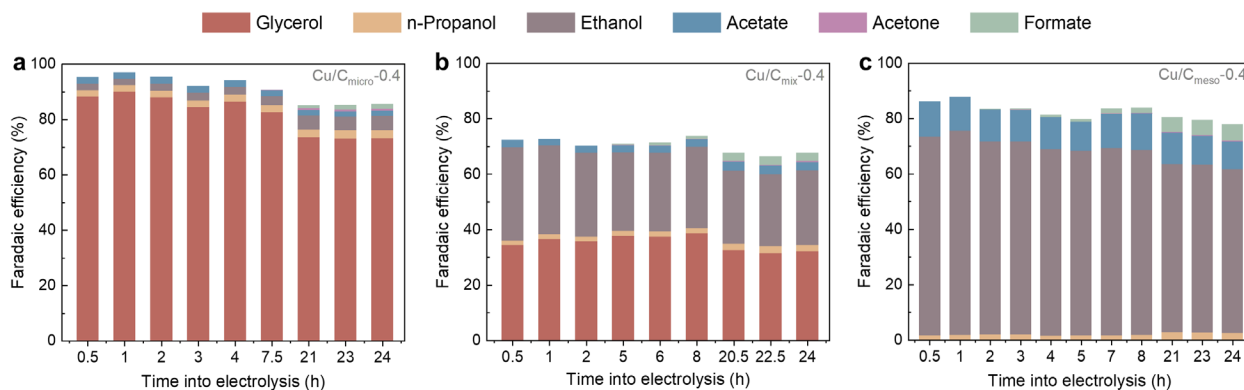 Glycerol n-Propanol Ethanol Acetate Acetone Formate
a
Cu/Cmicro-0.4
Faradaic efficiency (%)
100
80
60
40
20
0
0.5 1 2 3 4 7.5 21 23 24
Time into electrolysis (h)
b
Cu/Cmix-0.4
Faradaic efficiency (%)
100
80
60
40
20
0
0.5 1 2 5 6 8 20.5 22.5 24
Time into electrolysis (h)
c
Cu/Cmeso-0.4
Faradaic efficiency (%)
100
80
60
40
20
0
0.5 1 2 3 4 5 7 8 21 23 24
Time into electrolysis (h)